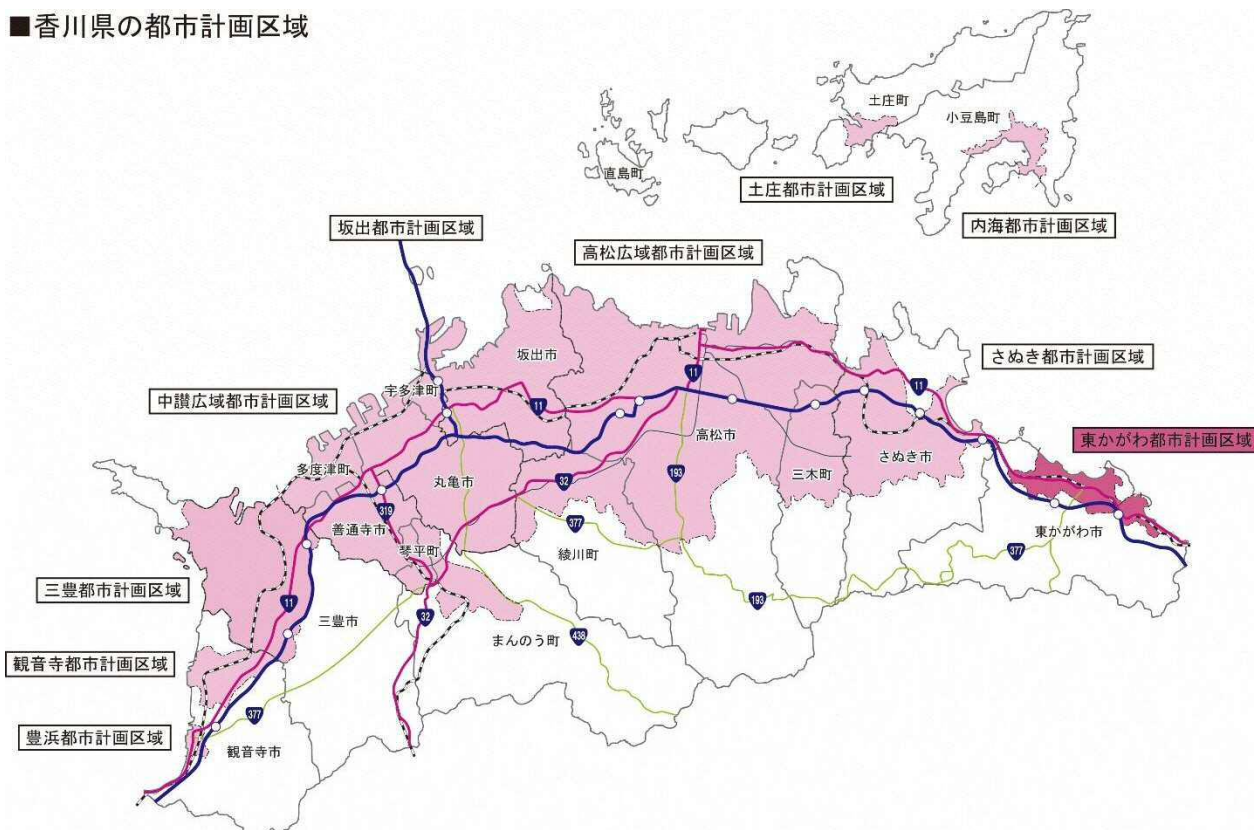 ■香川県の都市計画区域
土庄町
小豆島町
直島町
土庄都市計画区域
内海都市計画区域
坂出都市計画区域
高松広域都市計画区域
坂出市
さぬき都市計画区域
宇多津町
11
11
中讃広域都市計画区域
11
高松市
東かがわ都市計画区域
多度津町
丸亀市
さぬき市
三木町
193
32
319
善通寺市
377
東かがわ市
琴平町
綾川町
377
三豊都市計画区域
11
193
三豊市
32
まんのう町
438
観音寺都市計画区域
377
豊浜都市計画区域
観音寺市